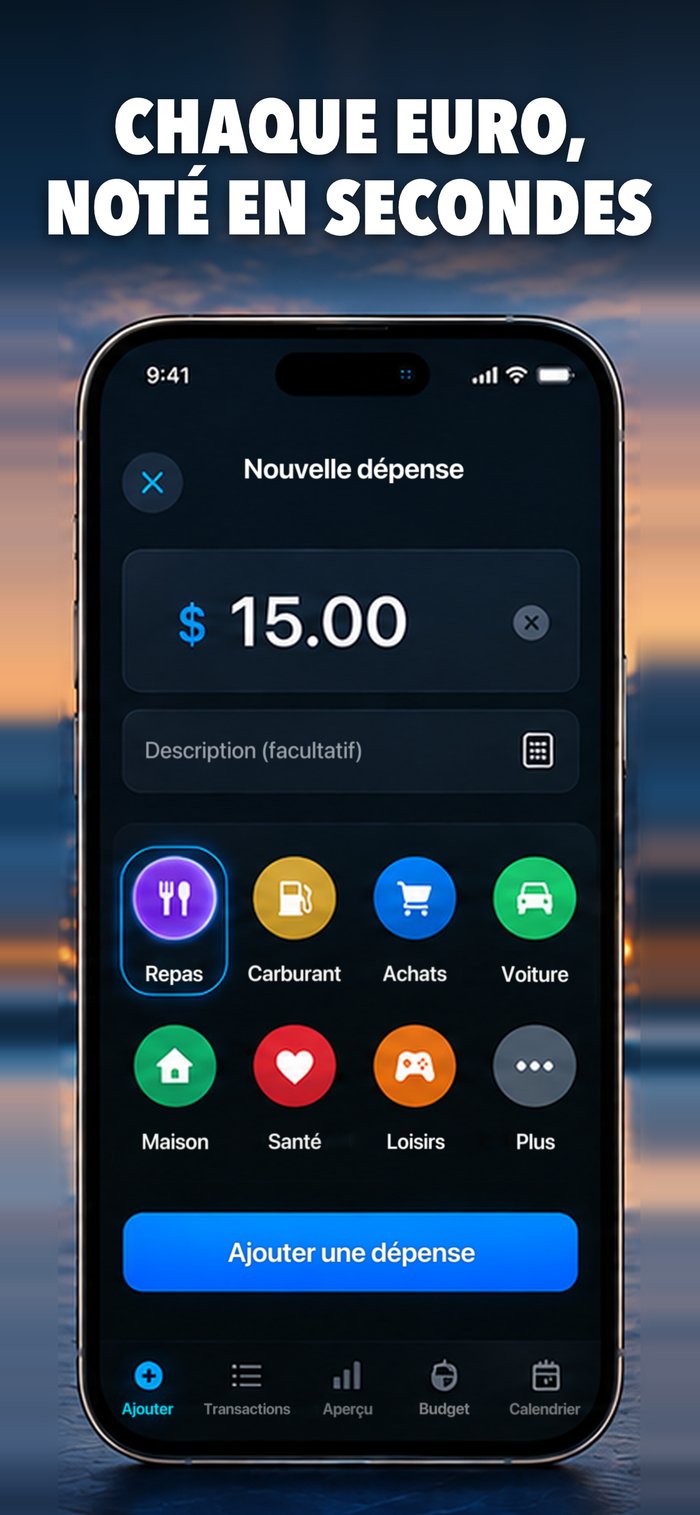 CHAQUE EURO,
NOTÉ EN SECONDES
9:41
Nouvelle dépense
$ 15.00
Description (facultatif)
Repas Carburant Achats Voiture
Maison Santé Loisirs Plus
Ajouter une dépense
Ajouter Transactions Aperçu Budget Calendrier